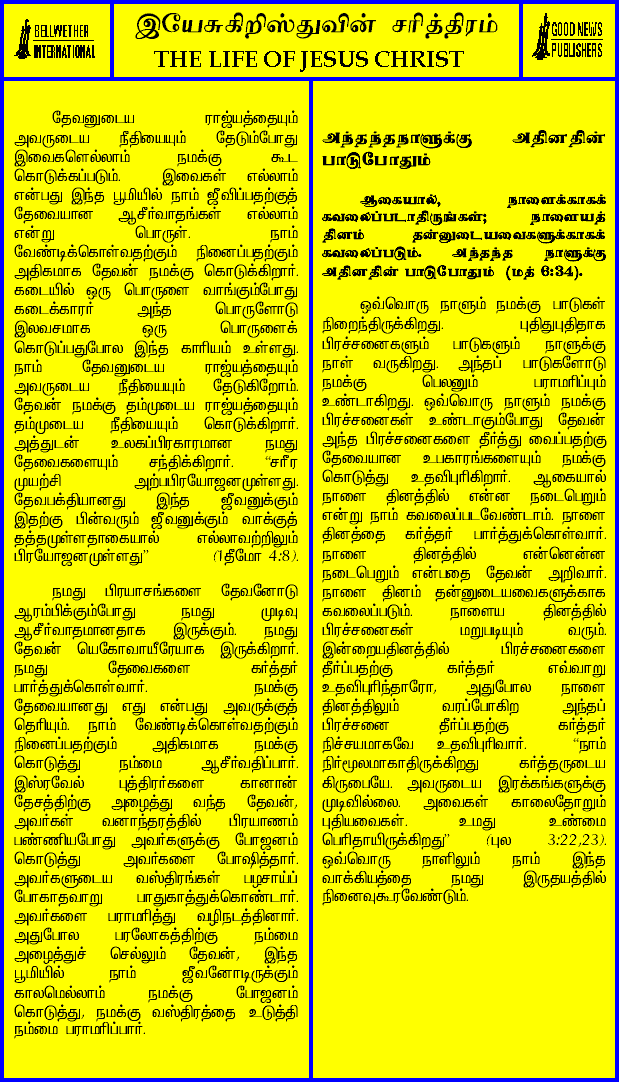 BELLWETHER
INTERNATIONAL
இயேசுகிறிஸ்துவின் சரித்திரம்
THE LIFE OF JESUS CHRIST
GOOD NEWS
PUBLISHERS
தேவனுடைய ராஜ்யத்தையும்
அவருடைய நீதியையும் தேடும்போது
இவைகளெல்லாம் நமக்கு கூட
கொடுக்கப்படும். இவைகள் எல்லாம்
என்பது இந்த பூமியில் நாம் ஜீவிப்பதற்குத்
தேவையான ஆசீர்வாதங்கள் எல்லாம்
என்று பொருள். நாம்
வேண்டிக்கொள்வதற்கும் நினைப்பதற்கும்
அதிகமாக தேவன் நமக்கு கொடுக்கிறார்.
கடையில் ஒரு பொருளை வாங்கும்போது
கடைக்காரர் அந்த பொருளோடு
இலவசமாக ஒரு பொருளைக்
கொடுப்பதுபோல இந்த காரியம் உள்ளது.
நாம் தேவனுடைய ராஜ்யத்தையும்
அவருடைய நீதியையும் தேடுகிறோம்.
தேவன் நமக்கு தம்முடைய ராஜ்யத்தையும்
தம்முடைய நீதியையும் கொடுக்கிறார்.
அத்துடன் உலகப்பிரகாரமான நமது
தேவைகளையும் சந்திக்கிறார். "சரீர
முயற்சி அற்பபிரயோஜனமுள்ளது.
தேவபக்தியானது இந்த ஜீவனுக்கும்
இதற்கு பின்வரும் ஜீவனுக்கும் வாக்குத்
தத்தமுள்ளதாகையால் எல்லாவற்றிலும்
பிரயோஜனமுள்ளது" (1தீமோ 4:8).
நமது பிரயாசங்களை தேவனோடு
ஆரம்பிக்கும்போது நமது முடிவு
ஆசீர்வாதமானதாக இருக்கும். நமது
தேவன் யெகோவாயீரேயாக இருக்கிறார்.
நமது தேவைகளை கர்த்தர்
பார்த்துக்கொள்வார். நமக்கு
தேவையானது எது என்பது அவருக்குத்
தெரியும். நாம் வேண்டிக்கொள்வதற்கும்
நினைப்பதற்கும் அதிகமாக நமக்கு
கொடுத்து நம்மை ஆசீர்வதிப்பார்.
இஸ்ரவேல் புத்திரர்களை கானான்
தேசத்திற்கு அழைத்து வந்த தேவன்,
அவர்கள் வனாந்தரத்தில் பிரயாணம்
பண்ணியபோது அவர்களுக்கு போஜனம்
கொடுத்து அவர்களை போஷித்தார்.
அவர்களுடைய வஸ்திரங்கள் பழசாய்ப்
போகாதவாறு பாதுகாத்துக்கொண்டார்.
அவர்களை பராமரித்து வழிநடத்தினார்.
அதுபோல பரலோகத்திற்கு நம்மை
அழைத்துச் செல்லும் தேவன், இந்த
பூமியில் நாம் ஜீவனோடிருக்கும்
காலமெல்லாம் நமக்கு போஜனம்
கொடுத்து, நமக்கு வஸ்திரத்தை உடுத்தி
நம்மை பராமரிப்பார்.
அந்தந்தநாளுக்கு அதினதின்
பாடுபோதும்
ஆகையால், நாளைக்காகக்
கவலைப்படாதிருங்கள்; நாளையத்
தினம் தன்னுடையவைகளுக்காகக்
கவலைப்படும். அந்தந்த நாளுக்கு
அதினதின் பாடுபோதும் (மத் 6:34).
ஒவ்வொரு நாளும் நமக்கு பாடுகள்
நிறைந்திருக்கிறது. புதிதுபுதிதாக
பிரச்சனைகளும் பாடுகளும் நாளுக்கு
நாள் வருகிறது. அந்தப் பாடுகளோடு
நமக்கு பெலனும் பராமரிப்பும்
உண்டாகிறது. ஒவ்வொரு நாளும் நமக்கு
பிரச்சனைகள் உண்டாகும்போது தேவன்
அந்த பிரச்சனைகளை தீர்த்து வைப்பதற்கு
தேவையான உபகாரங்களையும் நமக்கு
கொடுத்து உதவிபுரிகிறார். ஆகையால்
நாளை தினத்தில் என்ன நடைபெறும்
என்று நாம் கவலைப்படவேண்டாம். நாளை
தினத்தை கர்த்தர் பார்த்துக்கொள்வார்.
நாளை தினத்தில் என்னென்ன
நடைபெறும் என்பதை தேவன் அறிவார்.
நாளை தினம் தன்னுடையவைகளுக்காக
கவலைப்படும். நாளைய தினத்தில்
பிரச்சனைகள் மறுபடியும் வரும்.
இன்றையதினத்தில் பிரச்சனைகளை
தீர்ப்பதற்கு கர்த்தர் எவ்வாறு
உதவிபுரிந்தாரோ, அதுபோல நாளை
தினத்திலும் வரப்போகிற அந்தப்
பிரச்சனை தீர்ப்பதற்கு கர்த்தர்
நிச்சயமாகவே உதவிபுரிவார். "நாம்
நிர்மூலமாகாதிருக்கிறது கர்த்தருடைய
கிருபையே. அவருடைய இரக்கங்களுக்கு
முடிவில்லை. அவைகள் காலைதோறும்
புதியவைகள். உமது உண்மை
பெரிதாயிருக்கிறது" (புல 3:22,23).
ஒவ்வொரு நாளிலும் நாம் இந்த
வாக்கியத்தை நமது இருதயத்தில்
நினைவுகூரவேண்டும்.